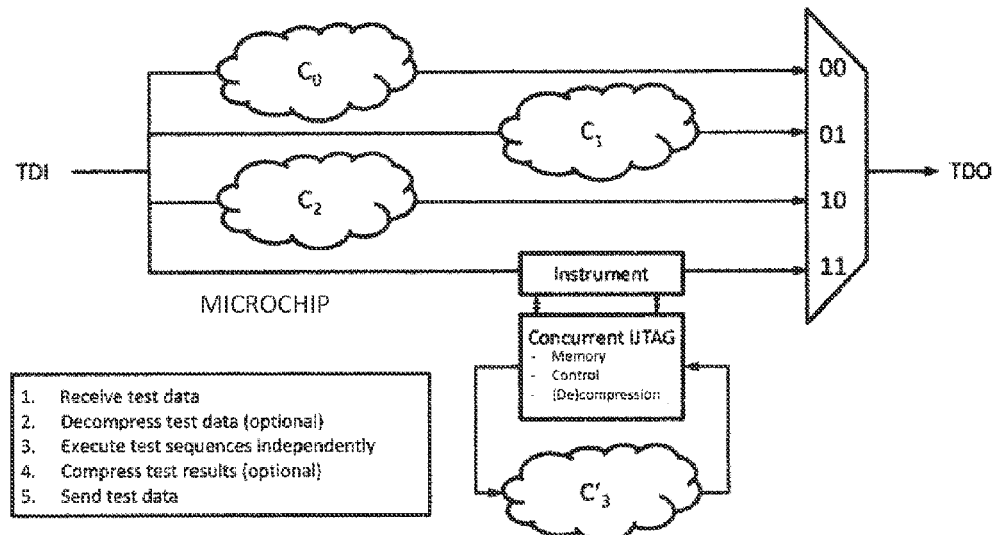 C0
00
C1
01
TDI
TDO
C2
10
Instrument
11
MICROCHIP
Concurrent IJTAG
- Memory
- Control
- (De)compression
1. Receive test data
2. Decompress test data (optional)
3. Execute test sequences independently
4. Compress test results (optional)
5. Send test data
C'3